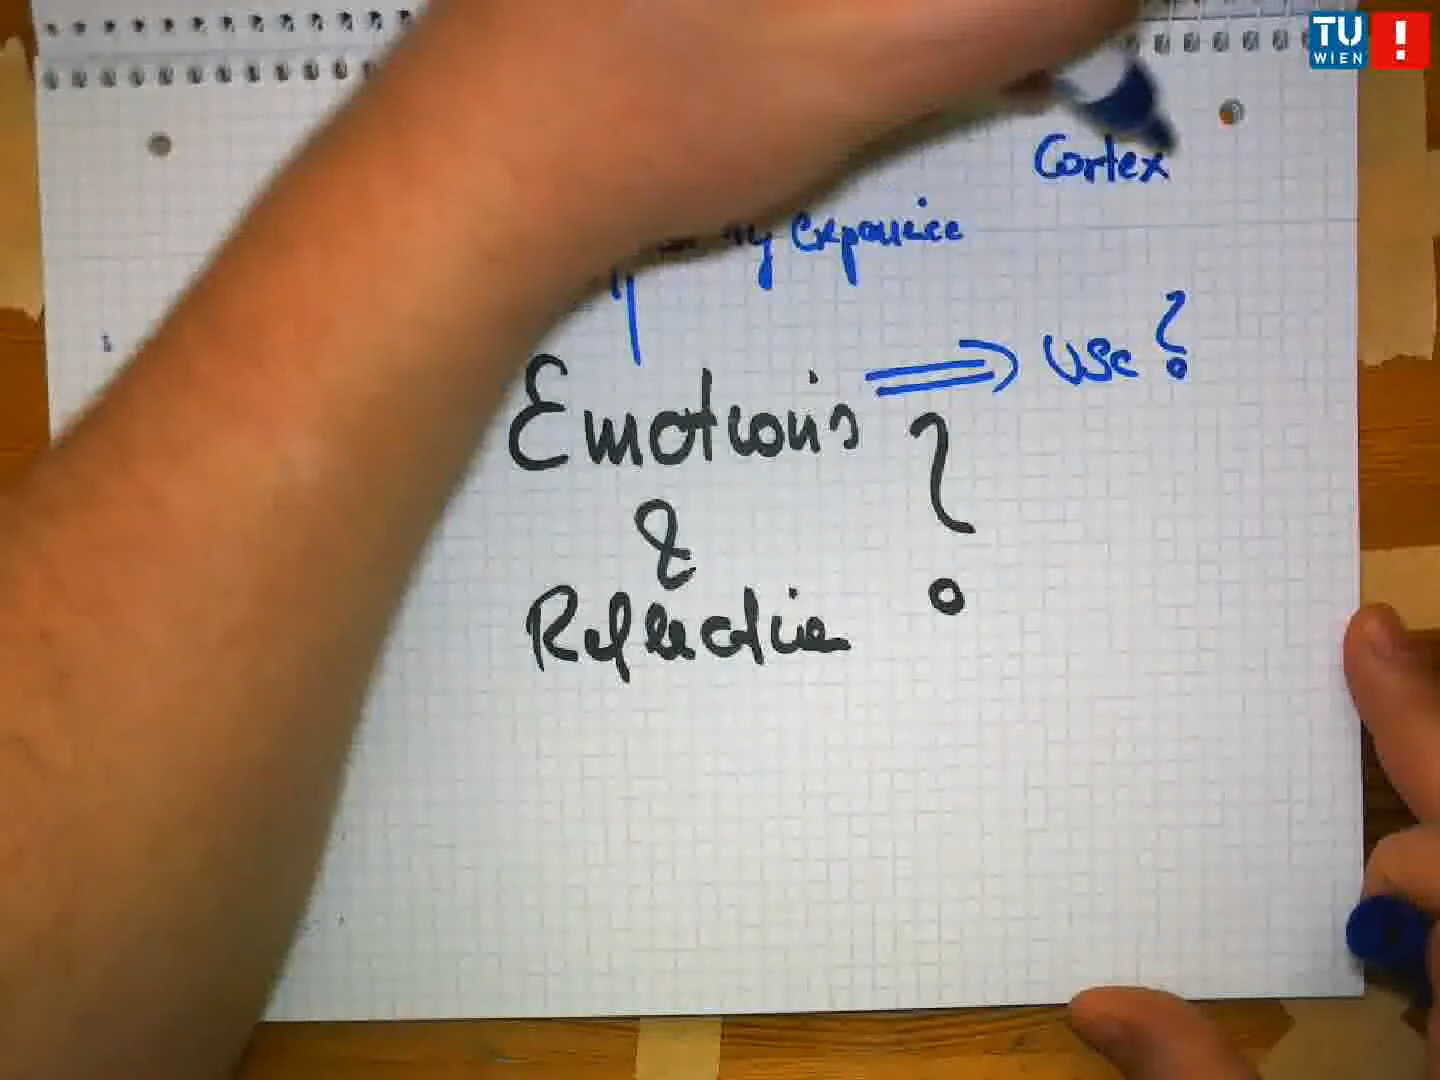 TU
WIEN
!
Cortex
Experience
Emotions ⇒ Use?
&
Reflection
?